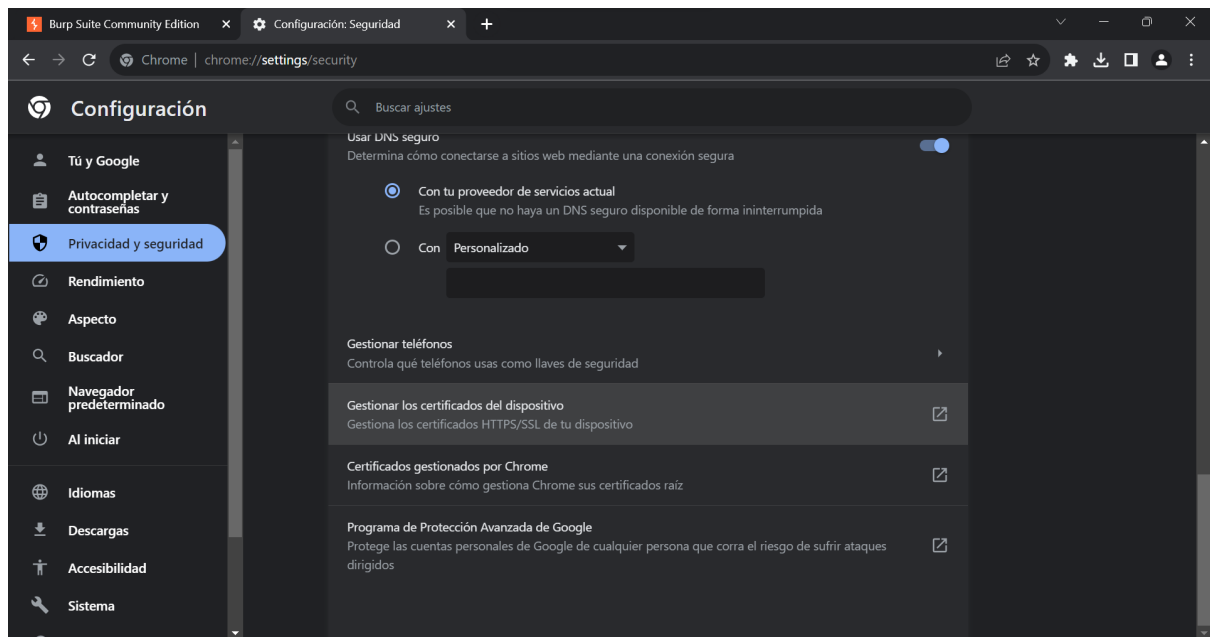 Burp Suite Community Edition
Configuración: Seguridad
Chrome | chrome://settings/security
Configuración
Buscar ajustes
Tú y Google
Autocompletar y
contraseñas
Privacidad y seguridad
Rendimiento
Aspecto
Buscador
Navegador
predeterminado
Al iniciar
Idiomas
Descargas
Accesibilidad
Sistema
Usar DNS seguro
Determina cómo conectarse a sitios web mediante una conexión segura
Con tu proveedor de servicios actual
Es posible que no haya un DNS seguro disponible de forma ininterrumpida
Con Personalizado
Gestionar teléfonos
Controla qué teléfonos usas como llaves de seguridad
Gestionar los certificados del dispositivo
Gestiona los certificados HTTPS/SSL de tu dispositivo
Certificados gestionados por Chrome
Información sobre cómo gestiona Chrome sus certificados raíz
Programa de Protección Avanzada de Google
Protege las cuentas personales de Google de cualquier persona que corra el riesgo de sufrir ataques
dirigidos